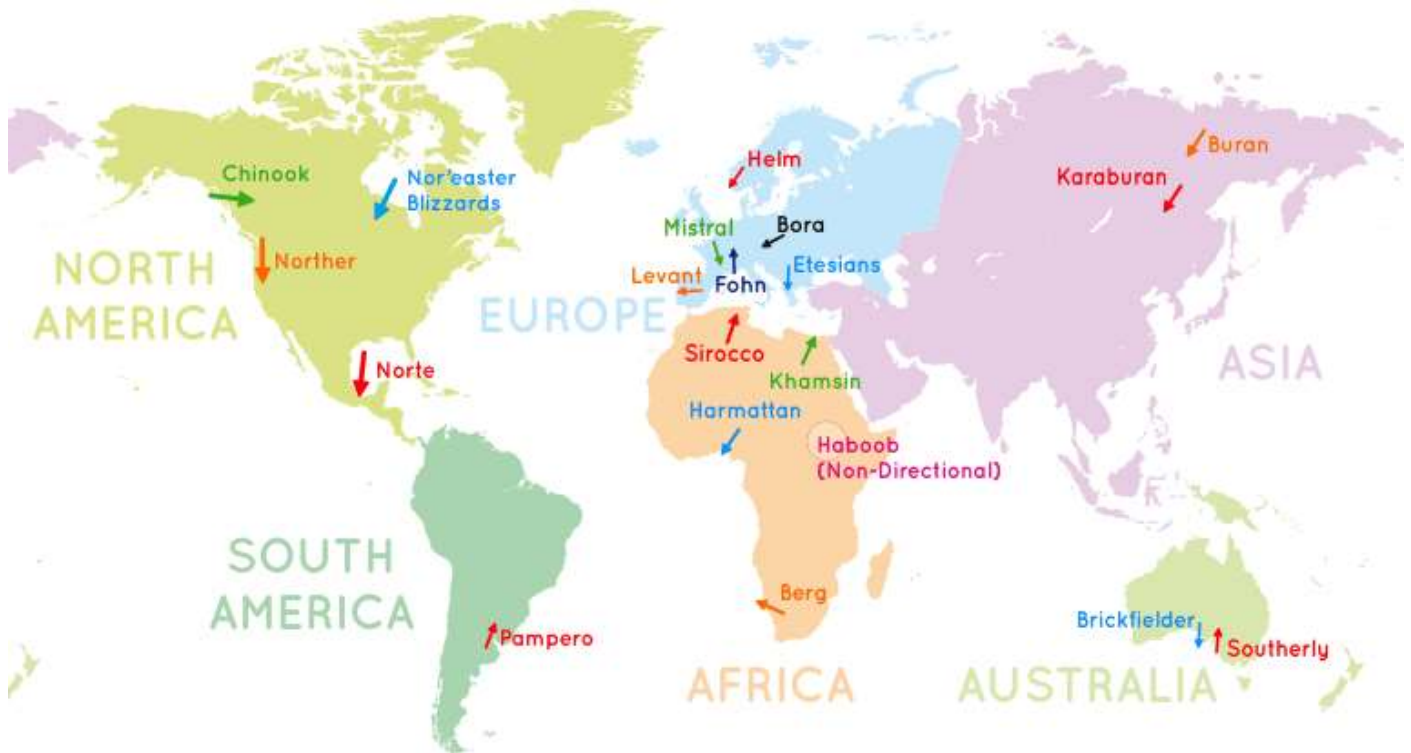 Chinook
Nor'easter
Blizzards
Norther
NORTH
AMERICA
Norte
SOUTH
AMERICA
Pampero
Helm
Mistral
Bora
Levant
Fohn
Etesians
EUROPE
Sirocco
Khamsin
Harmattan
Haboob
(Non-Directional)
Berg
AFRICA
Buran
Karaburan
ASIA
Brickfielder
Southerly
AUSTRALIA